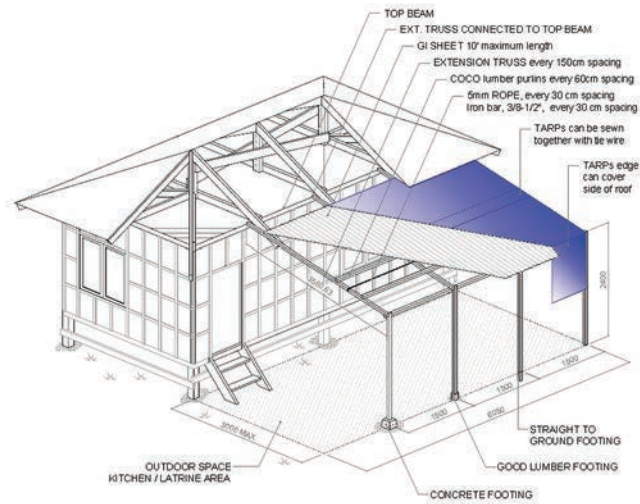 TOP BEAM
EXT. TRUSS CONNECTED TO TOP BEAM
GI SHEET 10' maximum length
EXTENSION TRUSS every 150cm spacing
COCO lumber purlins every 60cm spacing
5mm ROPE, every 30 cm spacing
Iron bar, 3/8-1/2", every 30 cm spacing
TARPs can be sewn
together with tie wire
TARPs edge
can cover
side of roof
2400
3000 MAX
1500
1500
1500
STRAIGHT TO
GROUND FOOTING
GOOD LUMBER FOOTING
CONCRETE FOOTING
OUTDOOR SPACE
KITCHEN / LATRINE AREA